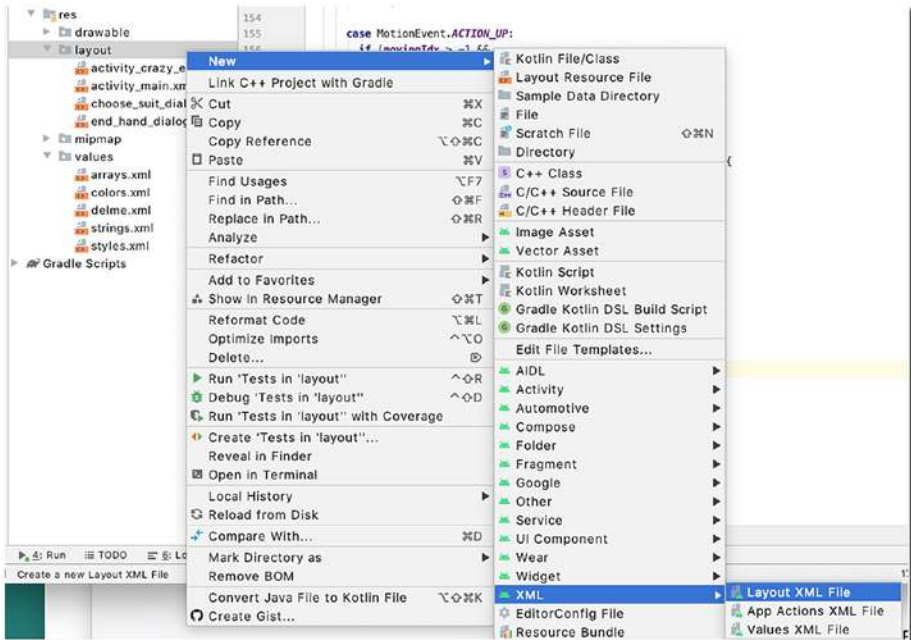 res
drawable
layout
activity_crazy_e
activity_main.xm
choose_suit_dial
end_hand_dialog
mipmap
values
arrays.xml
colors.xml
delme.xml
strings.xml
styles.xml
Gradle Scripts
154
155
156
case MotionEvent.ACTION_UP:
if (movingIdx > -1 &&
{
New
Link C++ Project with Gradle
Cut ⌘X
Copy ⌘C
Copy Reference ⌥⇧⌘C
Paste ⌘V
Find Usages ⌥F7
Find in Path... ⇧⌘F
Replace in Path... ⇧⌘R
Analyze
Refactor
Add to Favorites
Show In Resource Manager ⇧⌘T
Reformat Code ⌥⌘L
Optimize Imports ^⌥O
Delete... ⌦
Run 'Tests in 'layout'' ^⇧R
Debug 'Tests in 'layout'' ^⇧D
Run 'Tests in 'layout'' with Coverage
Create 'Tests in 'layout''...
Reveal in Finder
Open in Terminal
Local History
Reload from Disk
Compare With... ⌘D
Mark Directory as
Remove BOM
Convert Java File to Kotlin File ⌥⇧⌘K
Create Gist...
Kotlin File/Class
Layout Resource File
Sample Data Directory
File
Scratch File ⇧⌘N
Directory
C++ Class
C/C++ Source File
C/C++ Header File
Image Asset
Vector Asset
Kotlin Script
Kotlin Worksheet
Gradle Kotlin DSL Build Script
Gradle Kotlin DSL Settings
Edit File Templates...
AIDL
Activity
Automotive
Compose
Folder
Fragment
Google
Other
Service
UI Component
Wear
Widget
XML
EditorConfig File
Resource Bundle
Layout XML File
App Actions XML File
Values XML File
4: Run TODO 6: Lo
Create a new Layout XML File